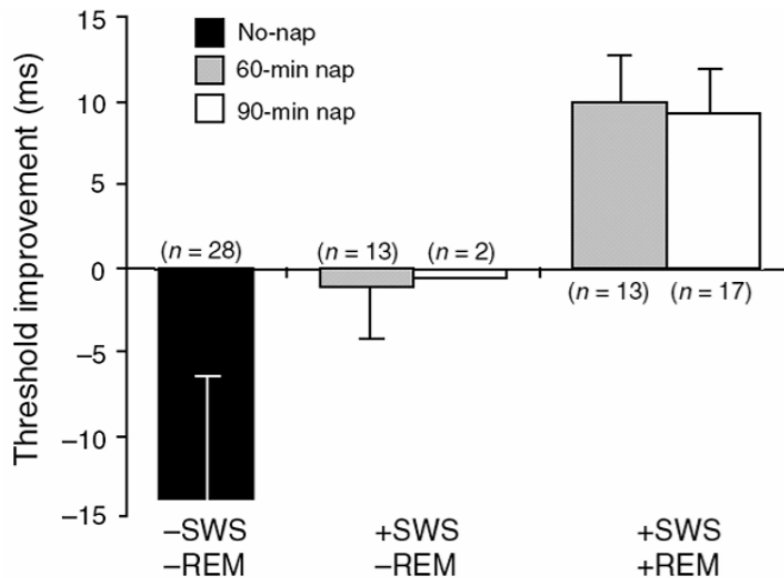 Threshold improvement (ms)
15
10
5
0
–5
–10
–15
No-nap
60-min nap
90-min nap
(n = 28)
(n = 13)
(n = 2)
(n = 13)
(n = 17)
–SWS
–REM
+SWS
–REM
+SWS
+REM